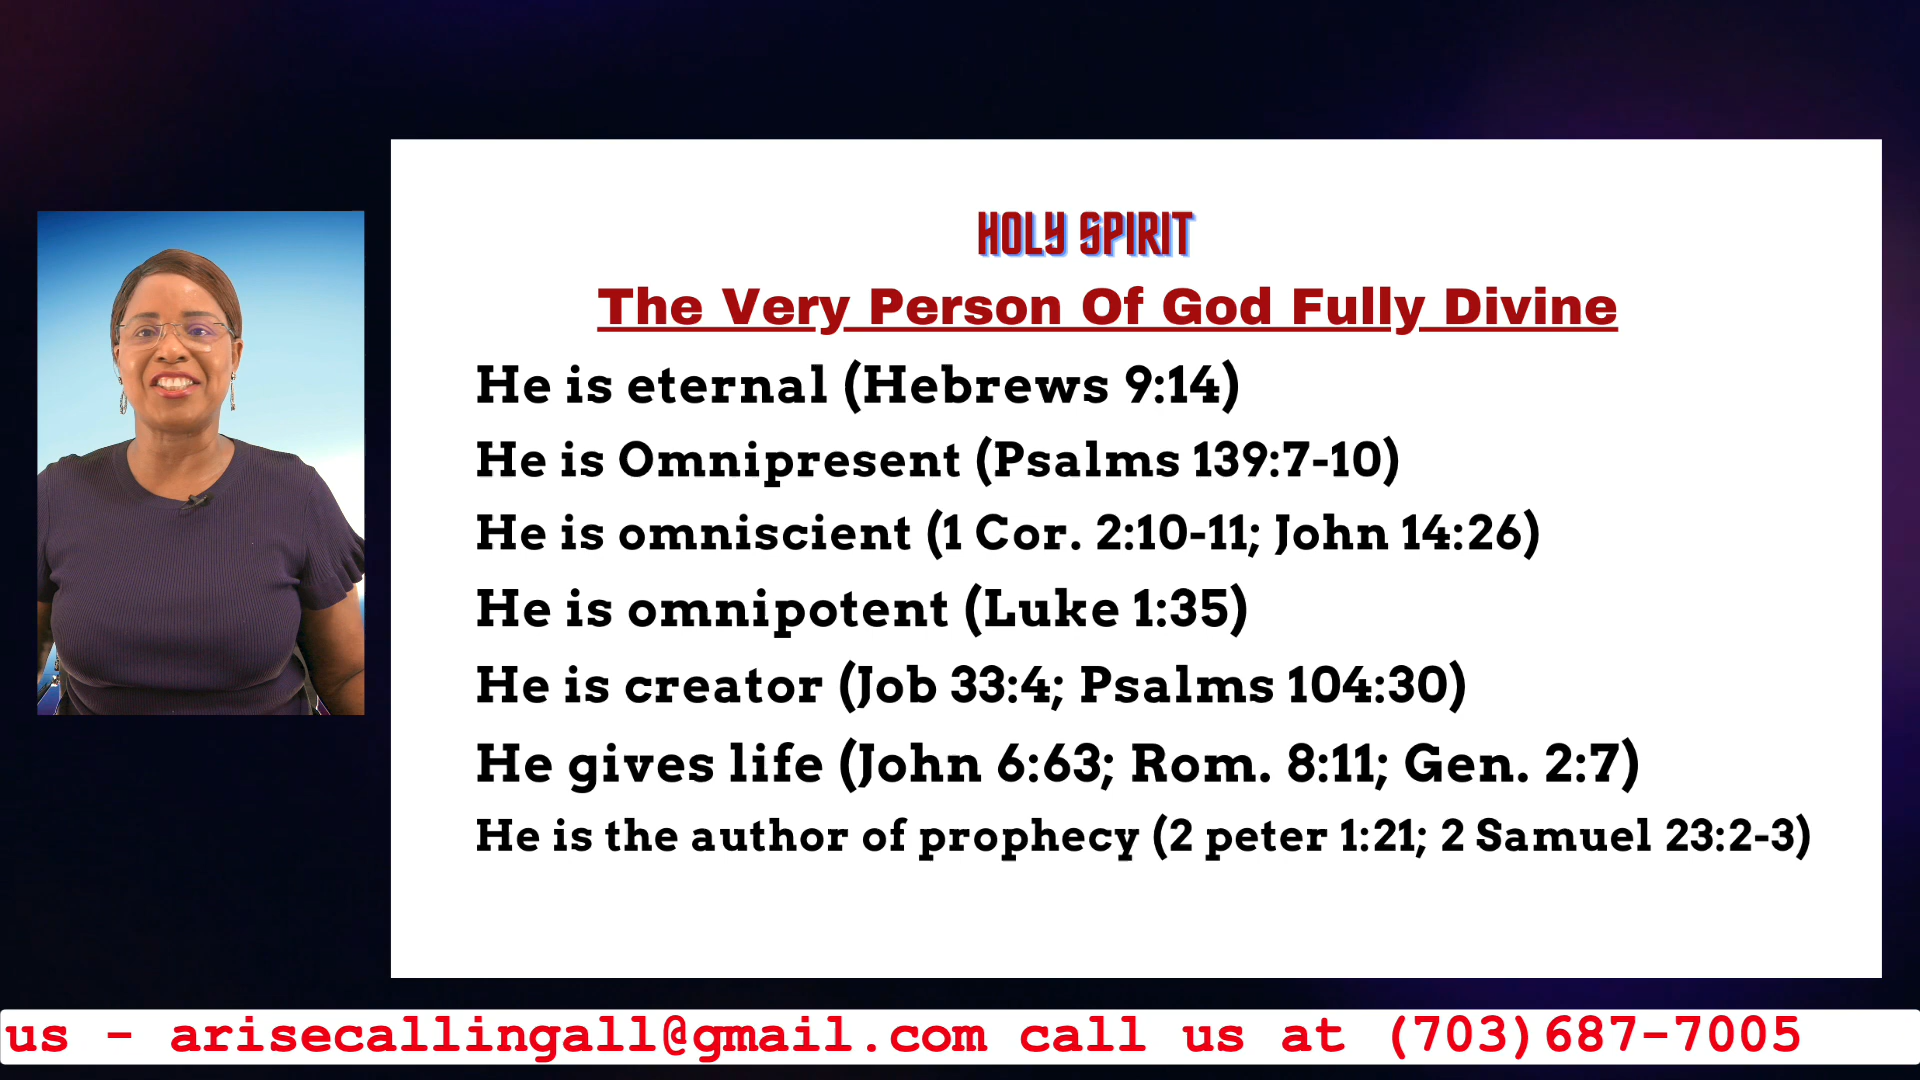 HOLY SPIRIT
The Very Person Of God Fully Divine
He is eternal (Hebrews 9:14)
He is Omnipresent (Psalms 139:7-10)
He is omniscient (1 Cor. 2:10-11; John 14:26)
He is omnipotent (Luke 1:35)
He is creator (Job 33:4; Psalms 104:30)
He gives life (John 6:63; Rom. 8:11; Gen. 2:7)
He is the author of prophecy (2 peter 1:21; 2 Samuel 23:2-3)
us - arisecallingall@gmail.com call us at (703)687-7005